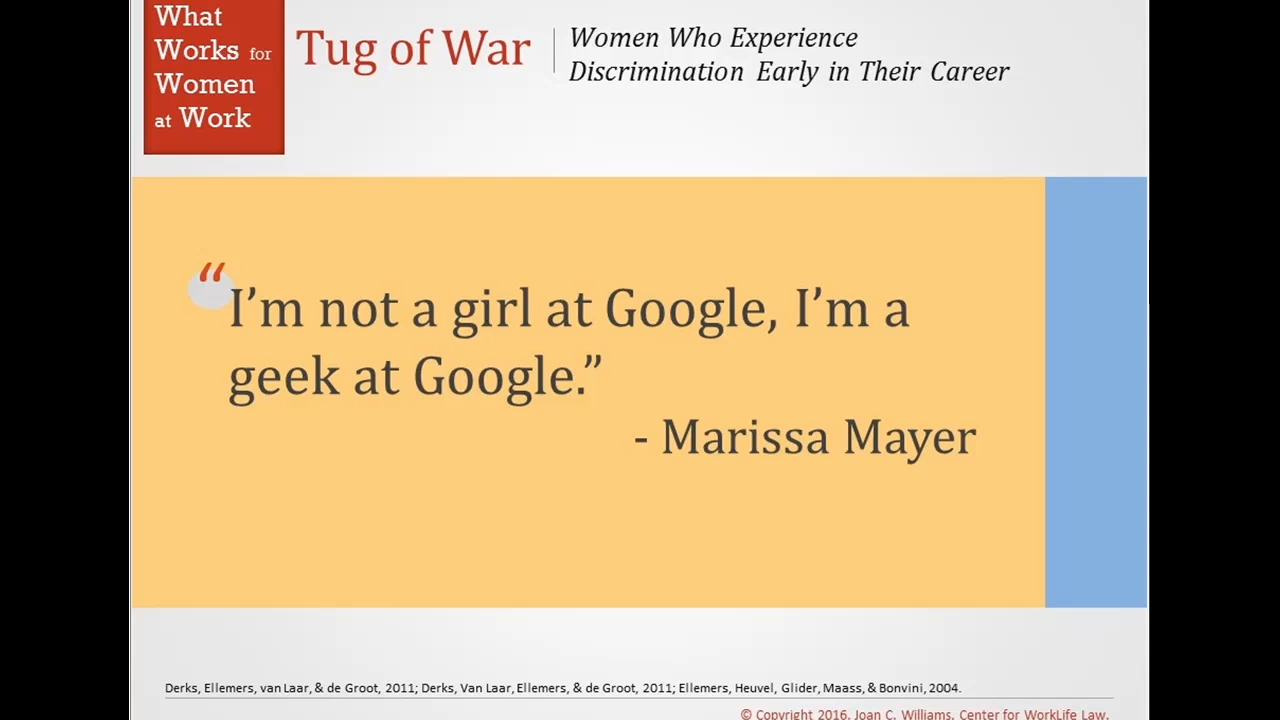 What
Works for
Women
at Work
Tug of War
Women Who Experience
Discrimination Early in Their Career
“I’m not a girl at Google, I’m a
geek at Google.”
- Marissa Mayer
Derks, Ellemers, van Laar, & de Groot, 2011; Derks, Van Laar, Ellemers, & de Groot, 2011; Ellemers, Heuvel, Glider, Maass, & Bonvini, 2004.
© Copyright 2016. Joan C. Williams. Center for WorkLife Law.